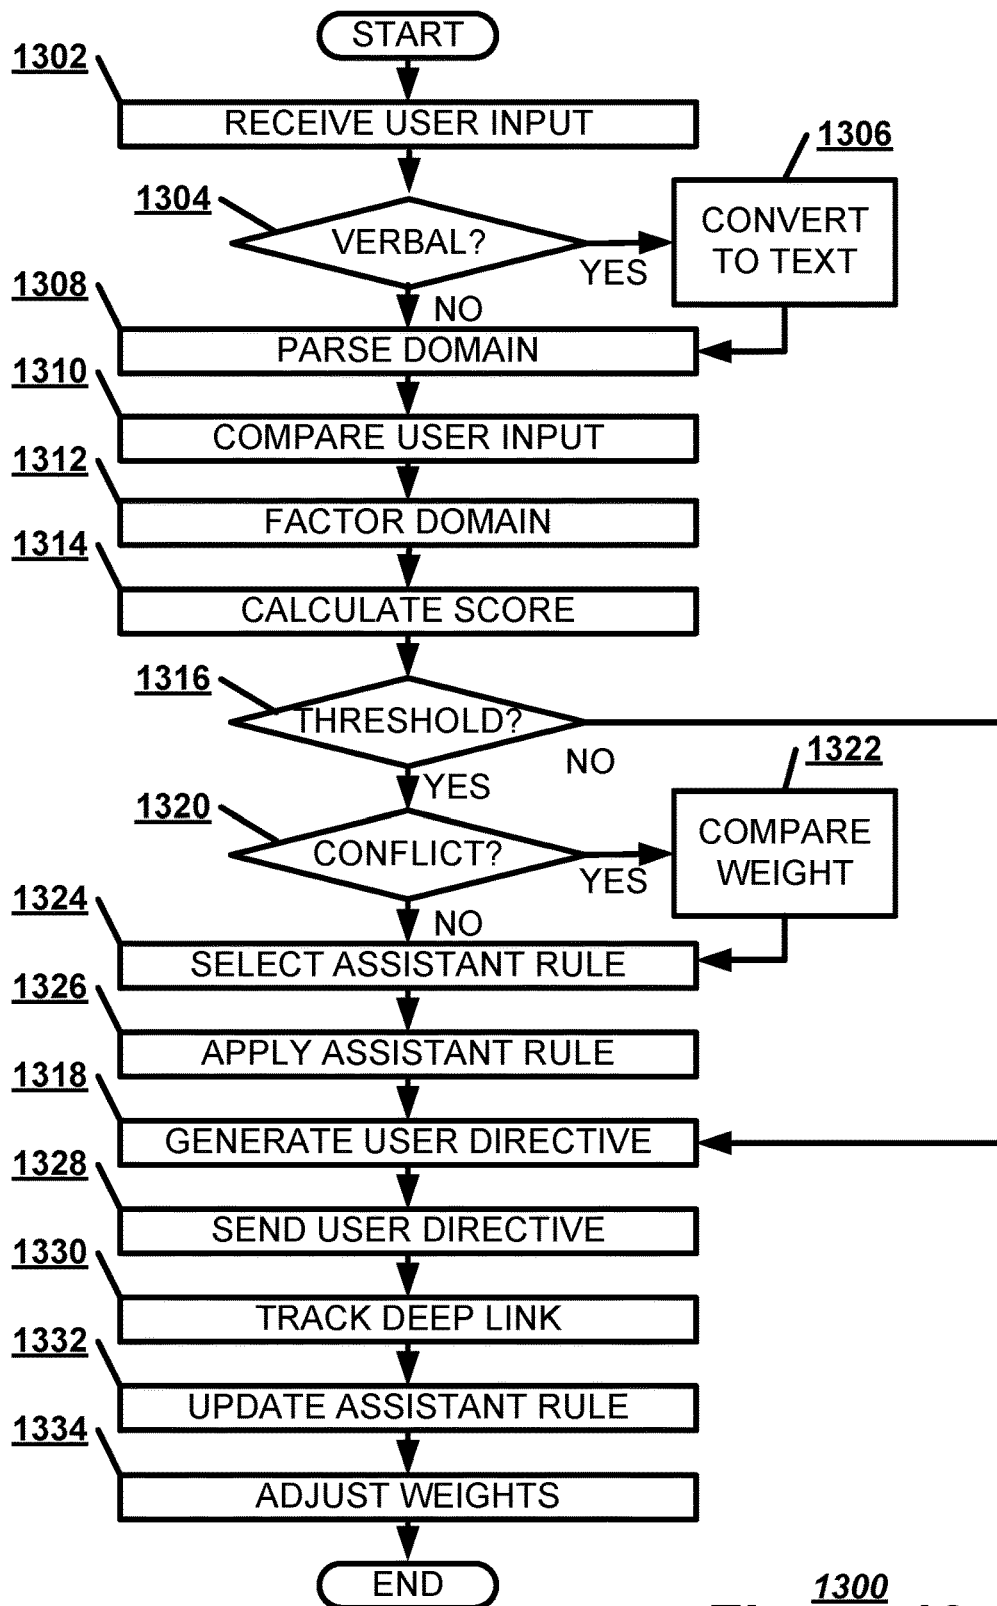 START
1302
RECEIVE USER INPUT
1306
1304
VERBAL?
CONVERT
TO TEXT
YES
1308
NO
PARSE DOMAIN
1310
COMPARE USER INPUT
1312
FACTOR DOMAIN
1314
CALCULATE SCORE
1316
THRESHOLD?
NO
1322
YES
1320
CONFLICT?
COMPARE
WEIGHT
YES
1324
NO
SELECT ASSISTANT RULE
1326
APPLY ASSISTANT RULE
1318
GENERATE USER DIRECTIVE
1328
SEND USER DIRECTIVE
1330
TRACK DEEP LINK
1332
UPDATE ASSISTANT RULE
1334
ADJUST WEIGHTS
END
1300